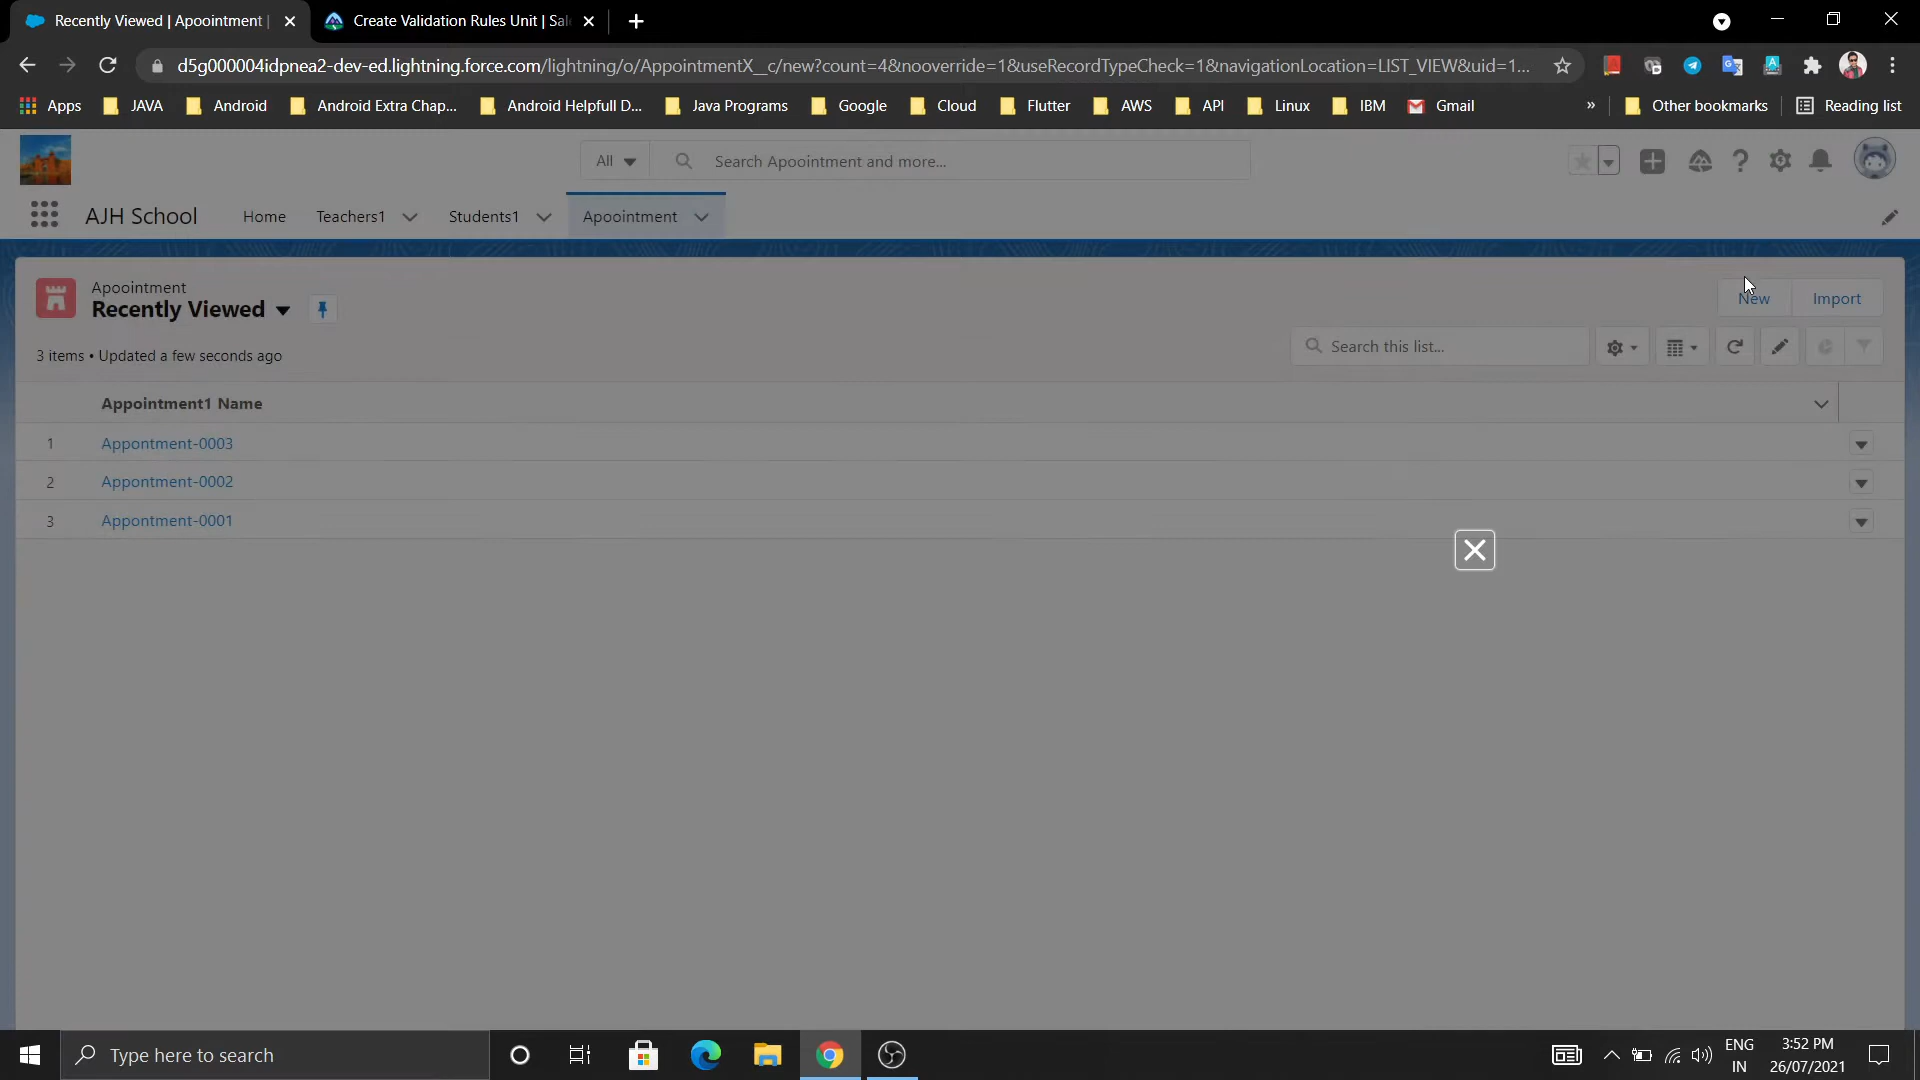 Recently Viewed | Apoointment |
Create Validation Rules Unit | Sal
d5g000004idpnea2-dev-ed.lightning.force.com/lightning/o/AppointmentX__c/new?count=4&nooverride=1&useRecordTypeCheck=1&navigationLocation=LIST_VIEW&uid=1...
Apps JAVA Android Android Extra Chap... Android Helpfull D... Java Programs Google Cloud Flutter AWS API Linux IBM Gmail » Other bookmarks Reading list
All Search Apoointment and more...
AJH School Home Teachers1 Students1 Apoointment
Apoointment
Recently Viewed
New Import
3 items • Updated a few seconds ago
Search this list...
Appointment1 Name
1 Appontment-0003
2 Appontment-0002
3 Appontment-0001
Type here to search
ENG
IN
3:52 PM
26/07/2021